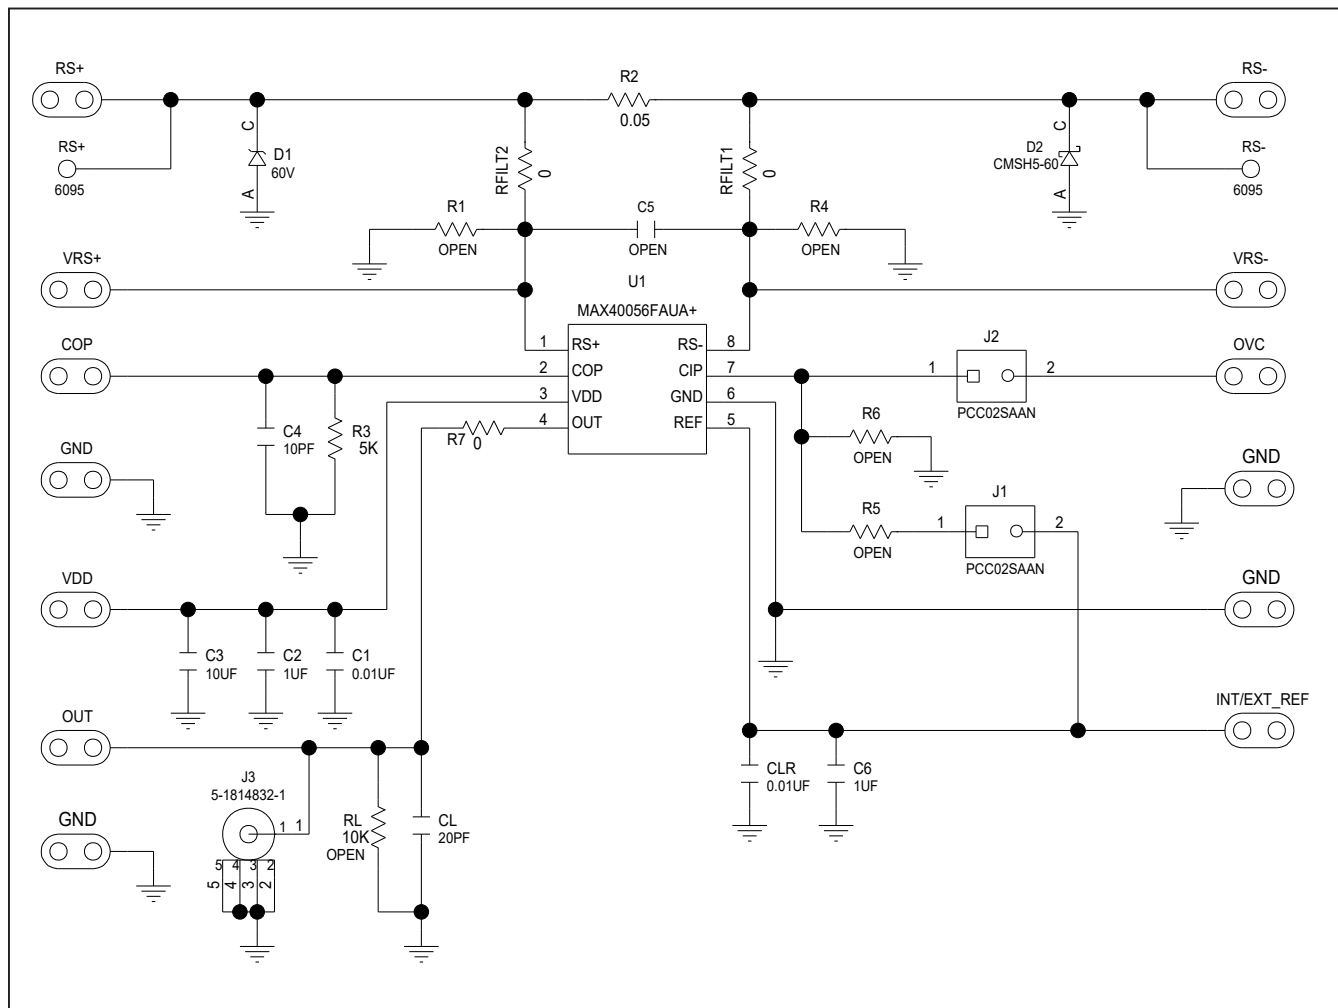 RS+
R2
RS-
0.05
C
C
RS+
D1
60V
RFILT2
0
RFILT1
0
D2
CMSH5-60
RS-
6095
6095
A
A
R1
C5
R4
OPEN
OPEN
OPEN
VRS+
U1
VRS-
MAX40056FAUA+
COP
1
RS+
RS-
8
J2
OVC
2
COP
CIP
7
1
2
3
VDD
GND
6
PCC02SAAN
4
OUT
REF
5
C4
10PF
R3
5K
R7
0
R6
OPEN
GND
GND
J1
R5
1
2
OPEN
PCC02SAAN
VDD
GND
C3
10UF
C2
1UF
C1
0.01UF
OUT
INT/EXT_REF
J3
5-1814832-1
CLR
0.01UF
C6
1UF
GND
1
1
RL
10K
OPEN
CL
20PF
5
4
3
2
5
4
3
2